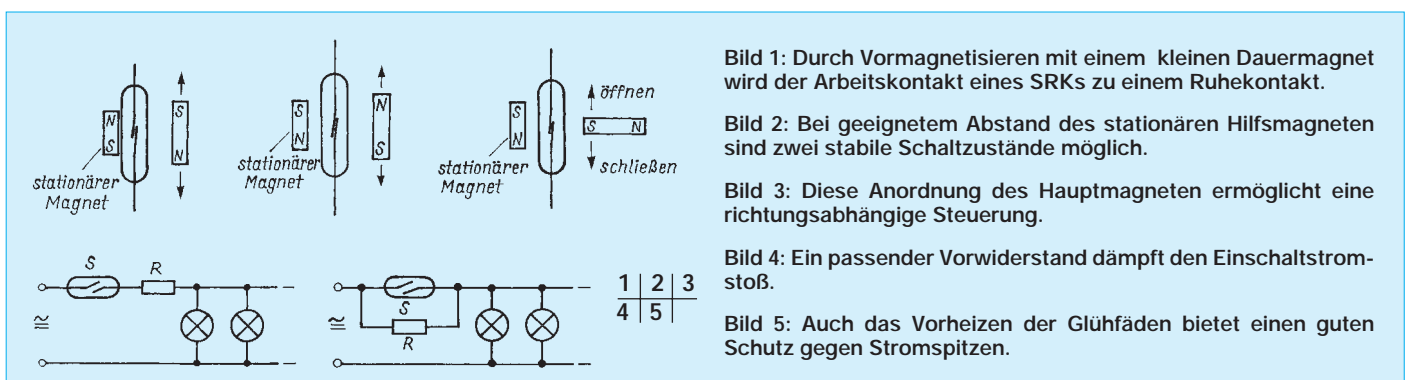 N
S
stationärer
Magnet
S
N
S
N
stationärer
Magnet
N
S
S
N
stationärer
Magnet
öffnen
S N
schließen
S
R
≅
S
R
≅
1 2 3
4 5
Bild 1: Durch Vormagnetisieren mit einem kleinen Dauermagnet
wird der Arbeitskontakt eines SRKs zu einem Ruhekontakt.
Bild 2: Bei geeignetem Abstand des stationären Hilfsmagneten
sind zwei stabile Schaltzustände möglich.
Bild 3: Diese Anordnung des Hauptmagneten ermöglicht eine
richtungsabhängige Steuerung.
Bild 4: Ein passender Vorwiderstand dämpft den Einschaltstrom-
stoß.
Bild 5: Auch das Vorheizen der Glühfäden bietet einen guten
Schutz gegen Stromspitzen.